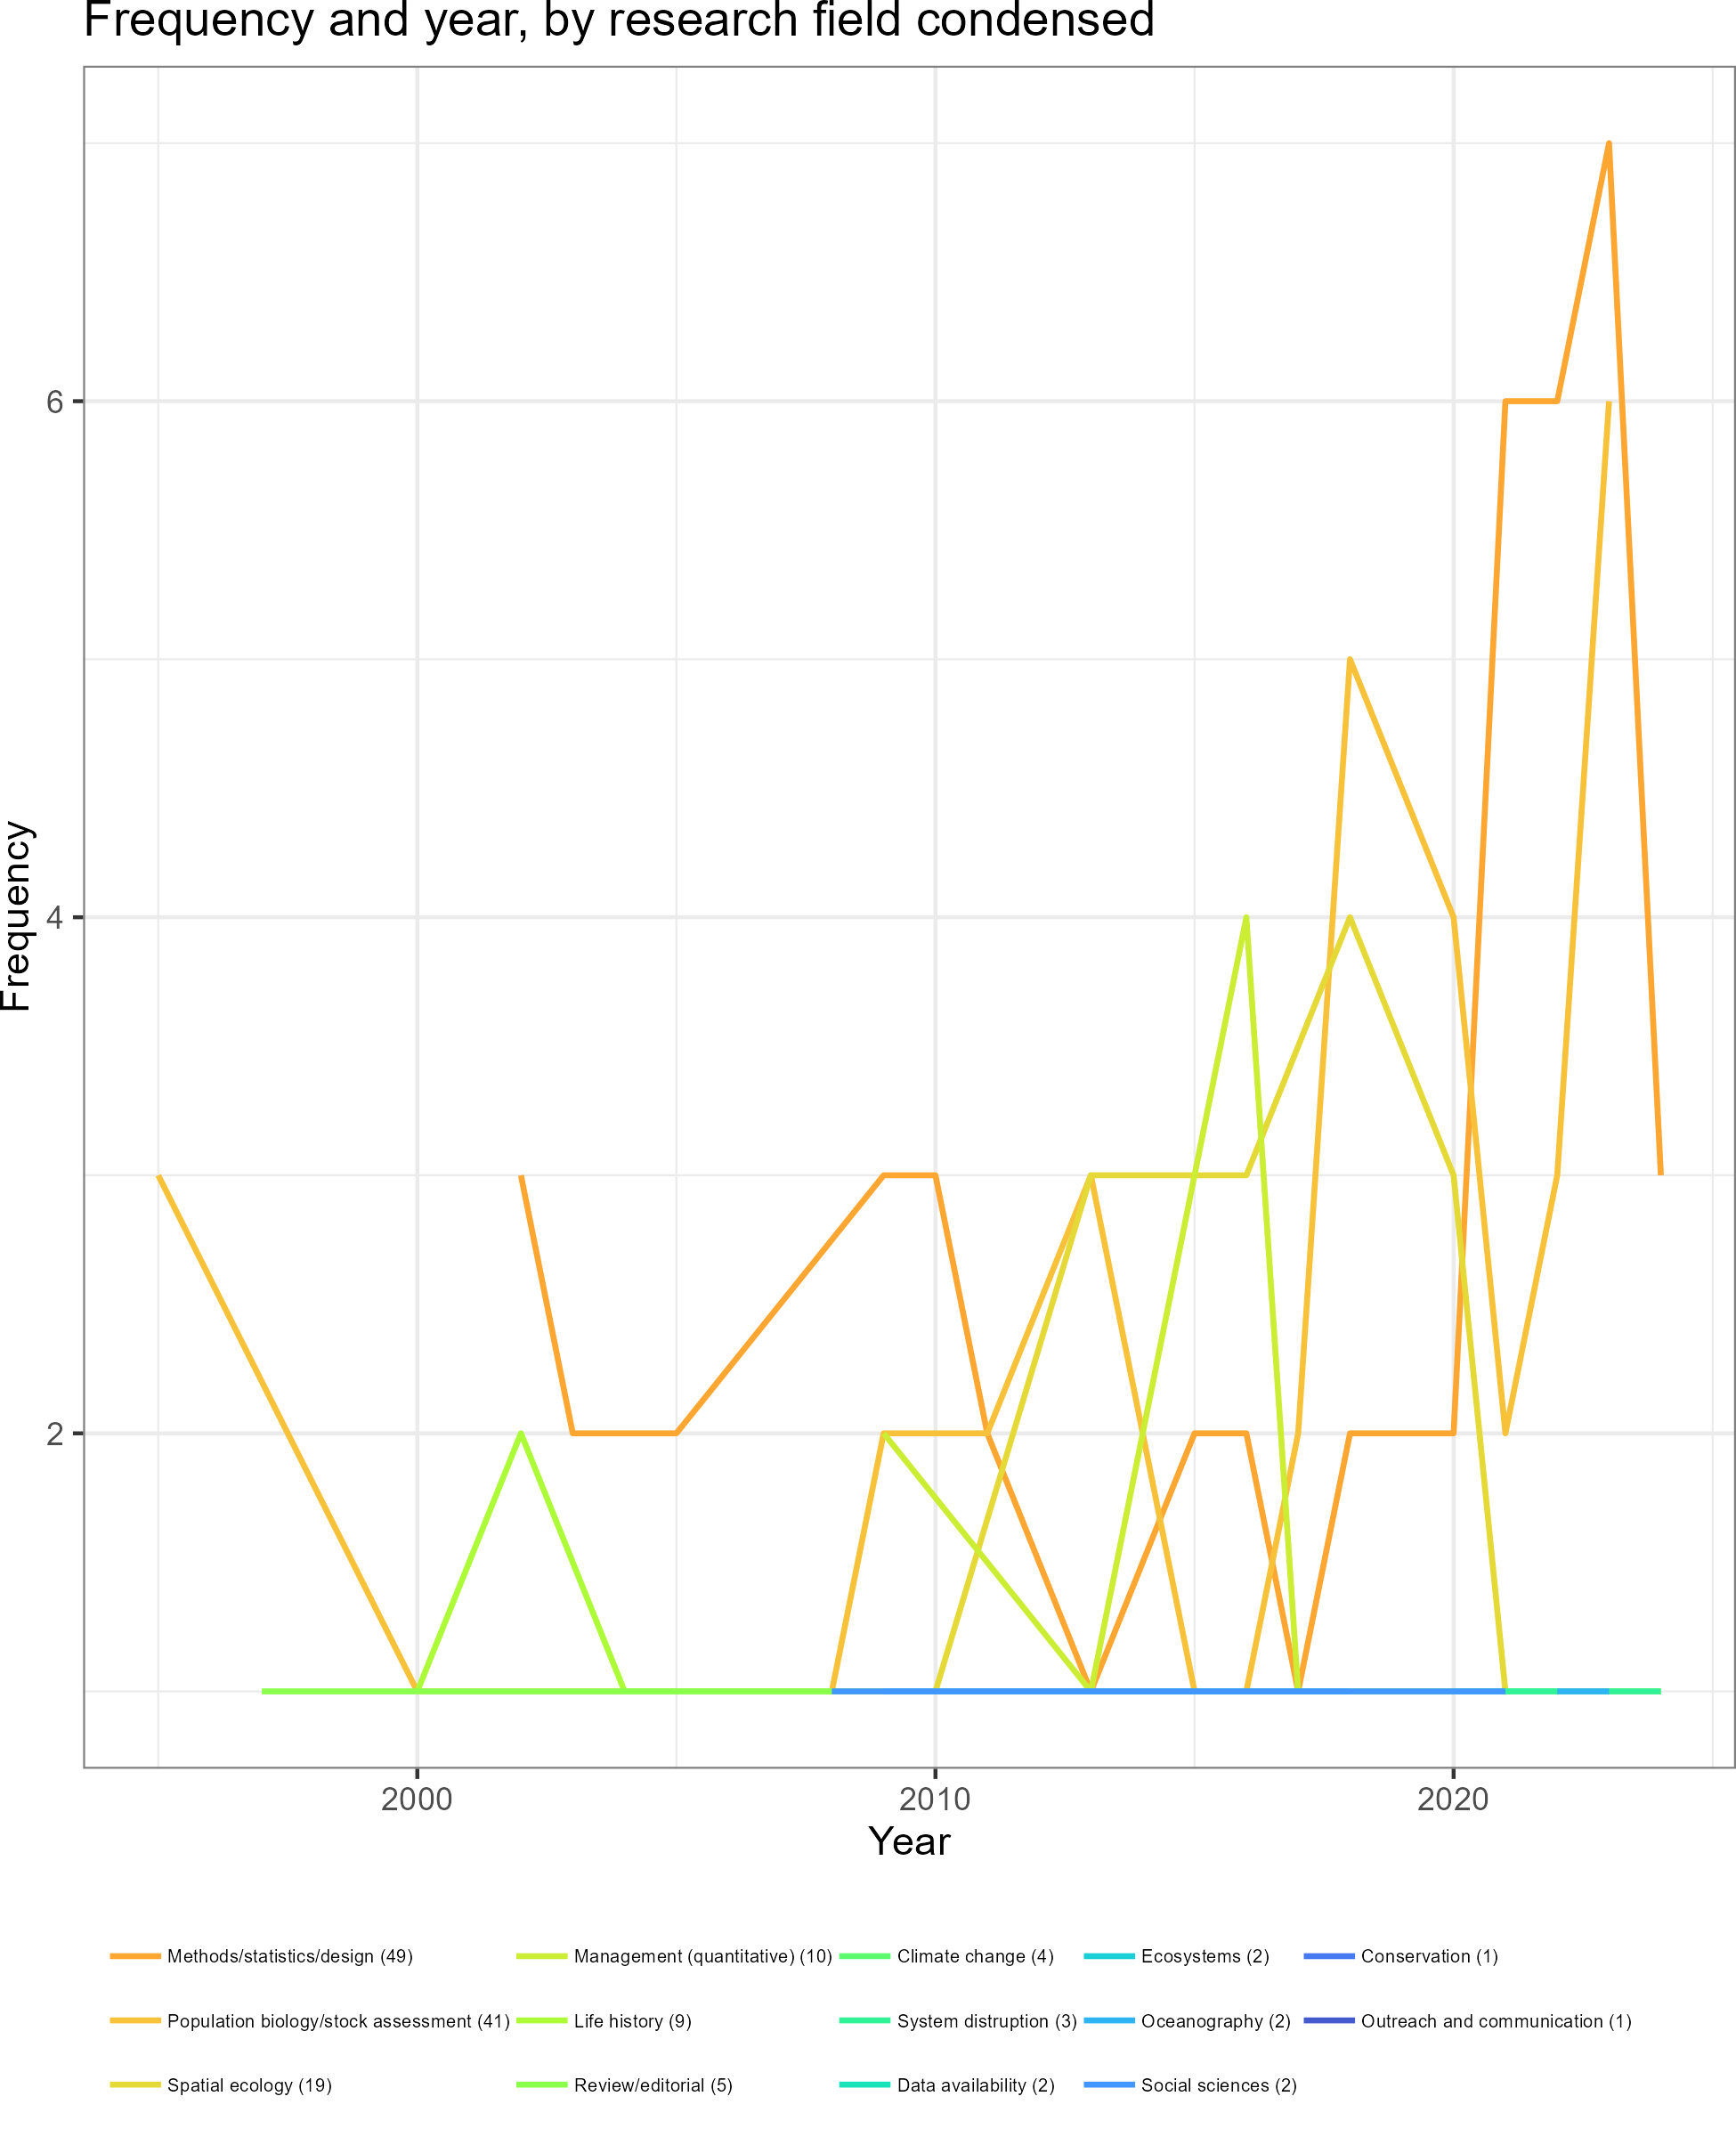 Frequency and year, by research field condensed
6
4
2
Frequency
2000 2010 2020
Year
Methods/statistics/design (49) Management (quantitative) (10) Climate change (4) Ecosystems (2) Conservation (1)
Population biology/stock assessment (41) Life history (9) System distruption (3) Oceanography (2) Outreach and communication (1)
Spatial ecology (19) Review/editorial (5) Data availability (2) Social sciences (2)